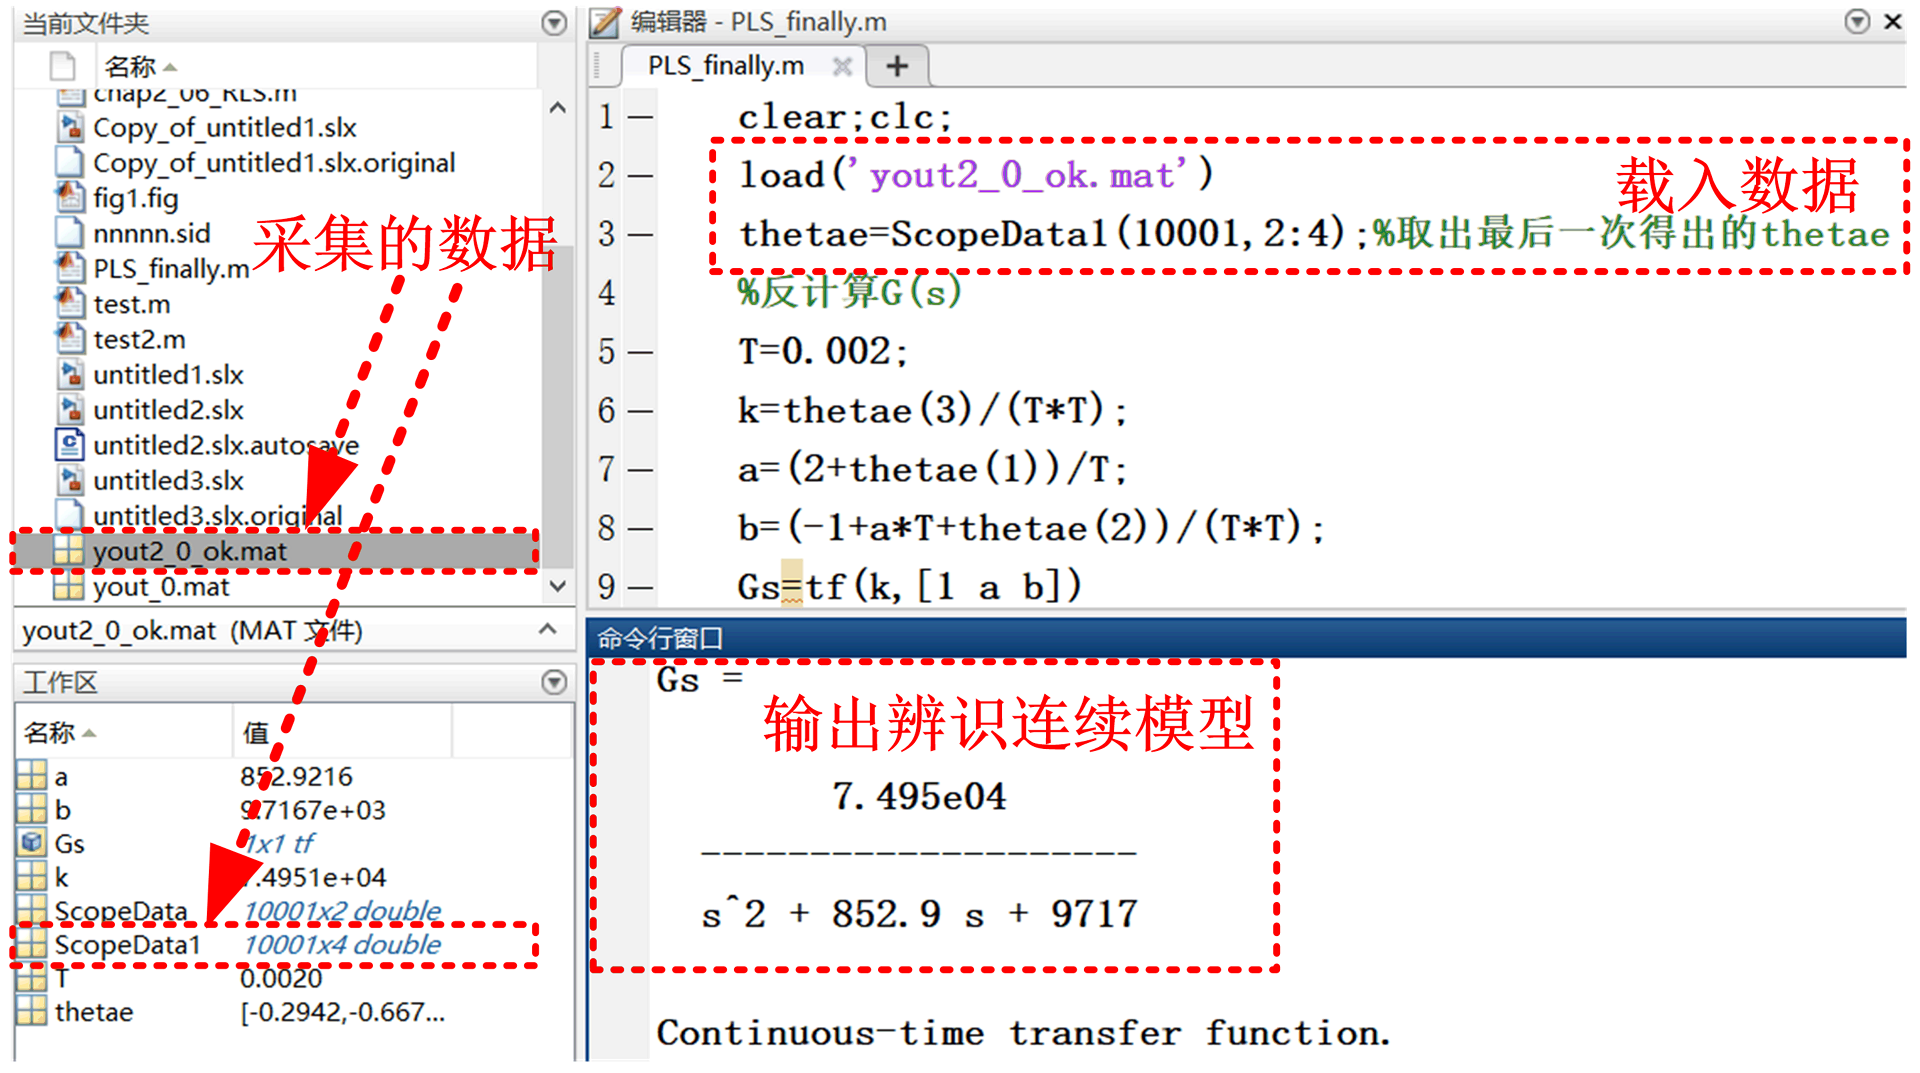 当前文件夹
名称
chap2_06_RLS.m
Copy_of_untitled1.slx
Copy_of_untitled1.slx.original
fig1.fig
nnnnn.sid
PLS_finally.m
test.m
test2.m
untitled1.slx
untitled2.slx
untitled2.slx.autosave
untitled3.slx
untitled3.slx.original
yout2_0_ok.mat
yout_0.mat
采集的数据
yout2_0_ok.mat (MAT 文件)
工作区
名称 值
a 852.9216
b 9.7167e+03
Gs 1x1 tf
k 7.4951e+04
ScopeData 10001x2 double
ScopeData1 10001x4 double
T 0.0020
thetae [-0.2942,-0.667...
编辑器 - PLS_finally.m
PLS_finally.m
1 — clear;clc;
2 — load('yout2_0_ok.mat')
载入数据
3 — thetae=ScopeData1(10001,2:4);%取出最后一次得出的thetae
4 %反计算G(s)
5 — T=0.002;
6 — k=thetae(3)/(T*T);
7 — a=(2+thetae(1))/T;
8 — b=(-1+a*T+thetae(2))/(T*T);
9 — Gs=tf(k,[1 a b])
命令行窗口
Gs =
输出辨识连续模型
7.495e04
--------------------
s^2 + 852.9 s + 9717
Continuous-time transfer function.